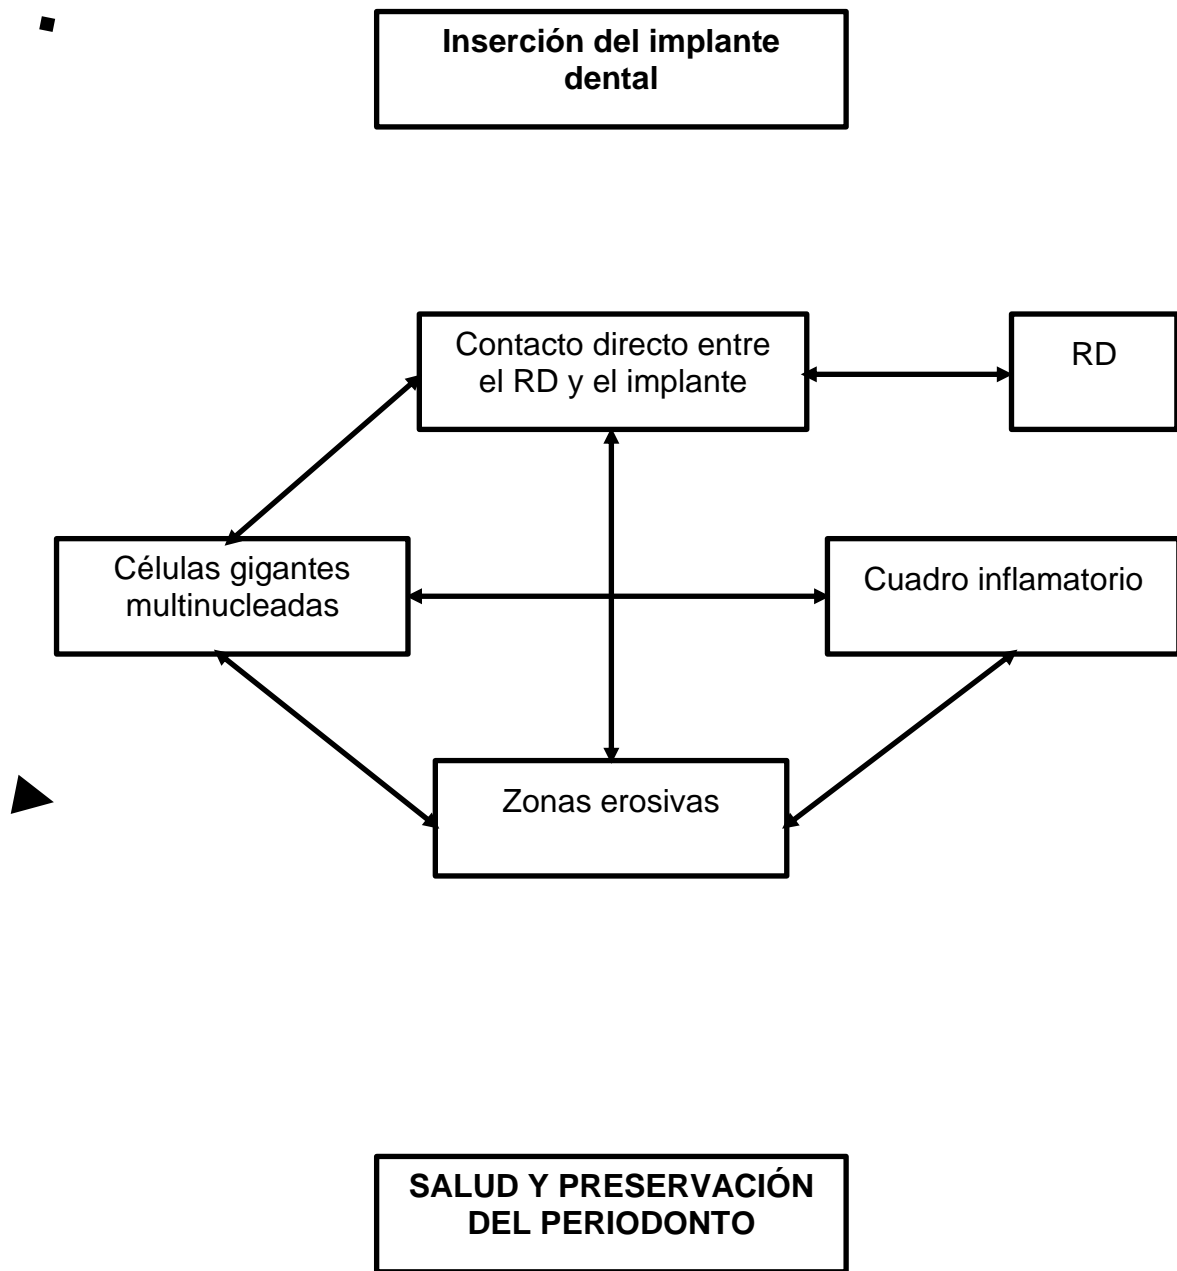 Inserción del implante
dental
Contacto directo entre
el RD y el implante
RD
Células gigantes
multinucleadas
Cuadro inflamatorio
Zonas erosivas
SALUD Y PRESERVACIÓN
DEL PERIODONTO